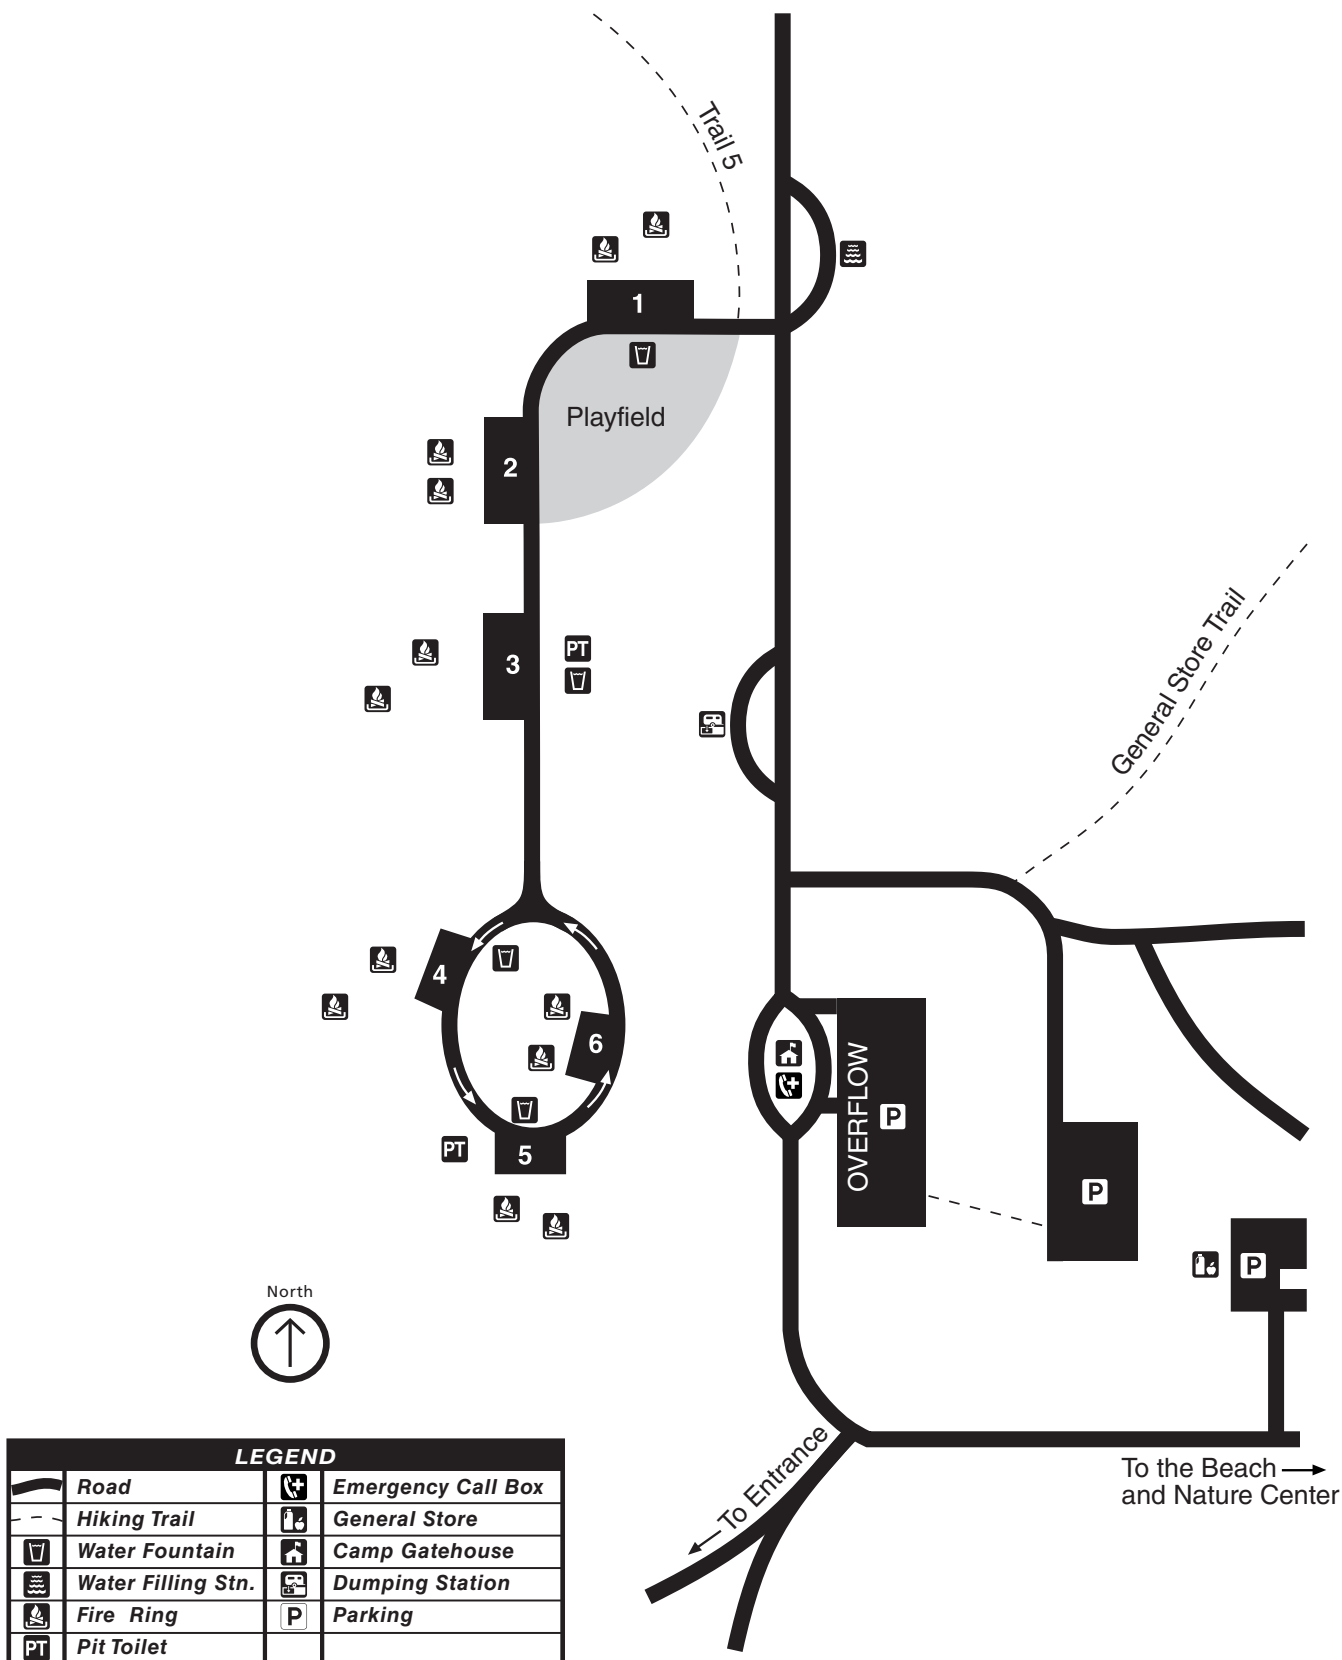 Trail 5
1
Playfield
2
3
PT
General Store Trail
4
6
OVERFLOW
P
PT
5
P
P
North
To Entrance
To the Beach
and Nature Center
LEGEND
Road
Emergency Call Box
Hiking Trail
General Store
Water Fountain
Camp Gatehouse
Water Filling Stn.
Dumping Station
Fire Ring
P
Parking
PT
Pit Toilet